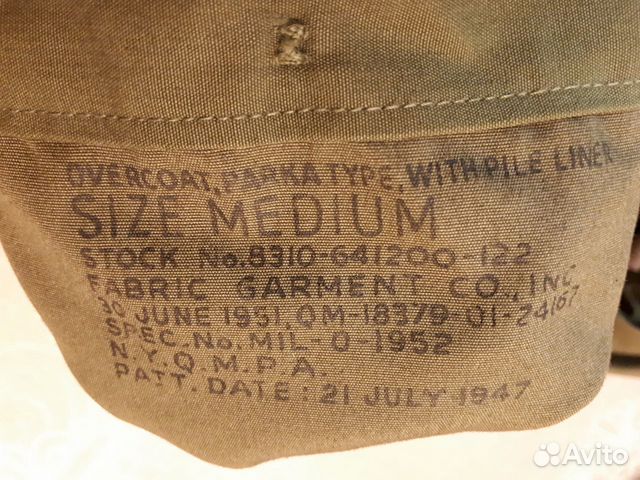 OVERCOAT, PARKA TYPE, WITH PILE LINER
SIZE MEDIUM
STOCK No. 8310-641200-122
FABRIC GARMENT CO., INC.
30 JUNE 1951, QM-18379-01-24167
SPEC. No. MIL-O-1952
N.Y.Q.M.P.A.
PATT. DATE: 21 JULY 1947
Avito